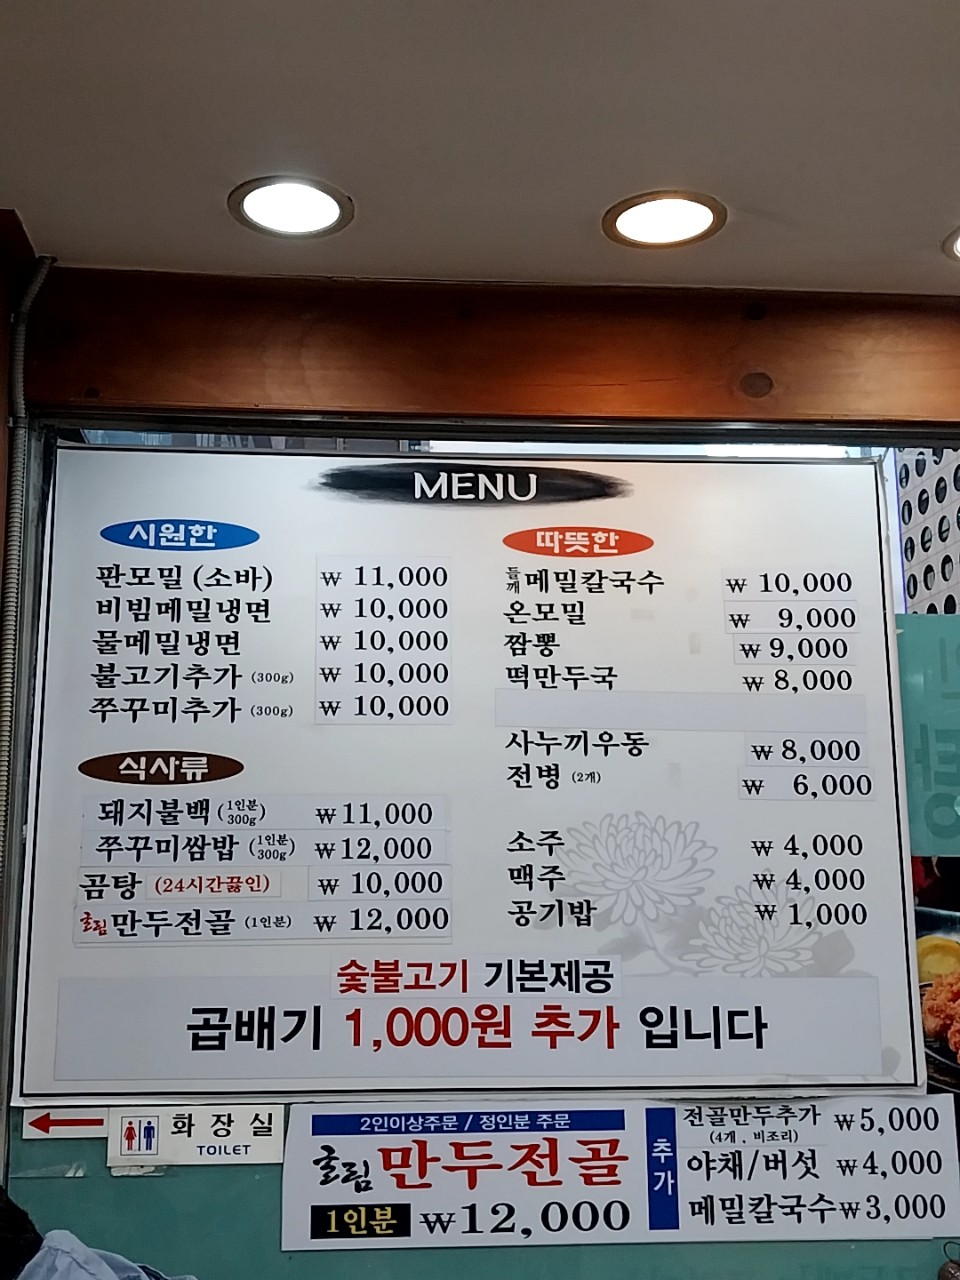 MENU
시원한
판모밀 (소바) ₩ 11,000
비빔메밀냉면 ₩ 10,000
물메밀냉면 ₩ 10,000
불고기추가 (300g) ₩ 10,000
쭈꾸미추가 (300g) ₩ 10,000
식사류
돼지불백 (1인분 300g) ₩ 11,000
쭈꾸미쌈밥 (1인분 300g) ₩ 12,000
곰탕 (24시간끓인) ₩ 10,000
굴림만두전골 (1인분) ₩ 12,000
따뜻한
들깨메밀칼국수 ₩ 10,000
온모밀 ₩ 9,000
짬뽕 ₩ 9,000
떡만두국 ₩ 8,000
사누끼우동 ₩ 8,000
전병 (2개) ₩ 6,000
소주 ₩ 4,000
맥주 ₩ 4,000
공기밥 ₩ 1,000
숯불고기 기본제공
곱배기 1,000원 추가 입니다
화장실
TOILET
2인이상주문 / 정인분 주문
굴림 만두전골
1인분 ₩12,000
추가
전골만두추가 ₩5,000
(4개 , 비조리)
야채/버섯 ₩4,000
메밀칼국수 ₩3,000